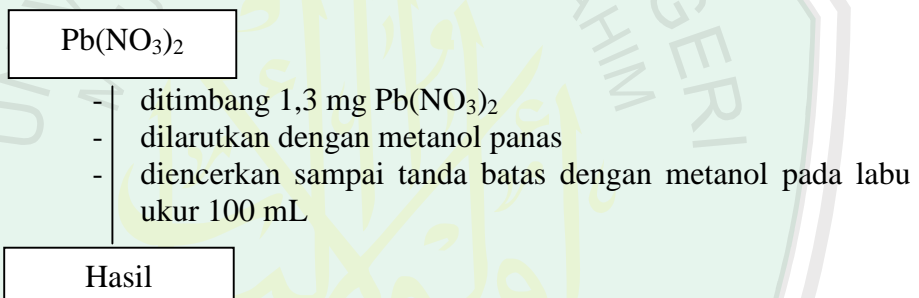 Pb(NO₃)₂
- ditimbang 1,3 mg Pb(NO₃)₂
- dilarutkan dengan metanol panas
- diencerkan sampai tanda batas dengan metanol pada labu
ukur 100 mL
Hasil